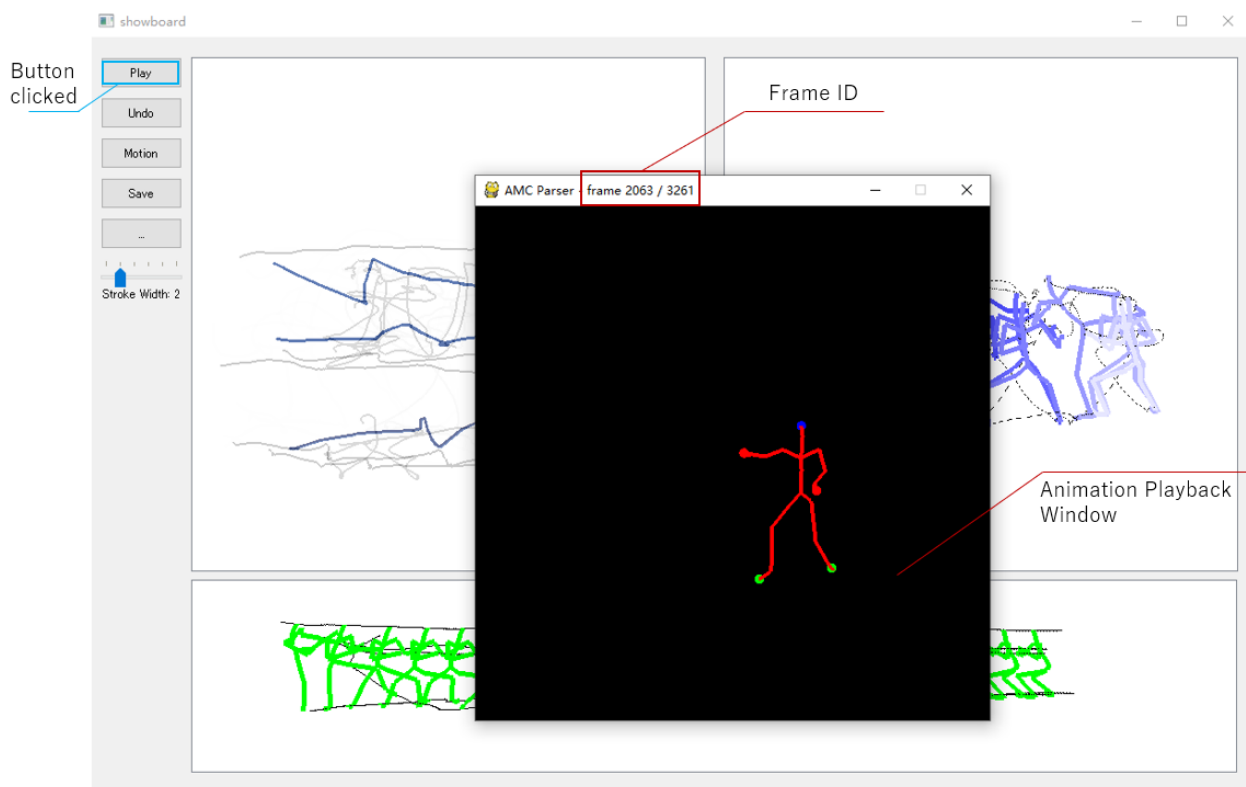 showboard
Button
clicked
Play
Undo
Motion
Save
...
Stroke Width: 2
Frame ID
AMC Parser - frame 2063 / 3261
Animation Playback
Window